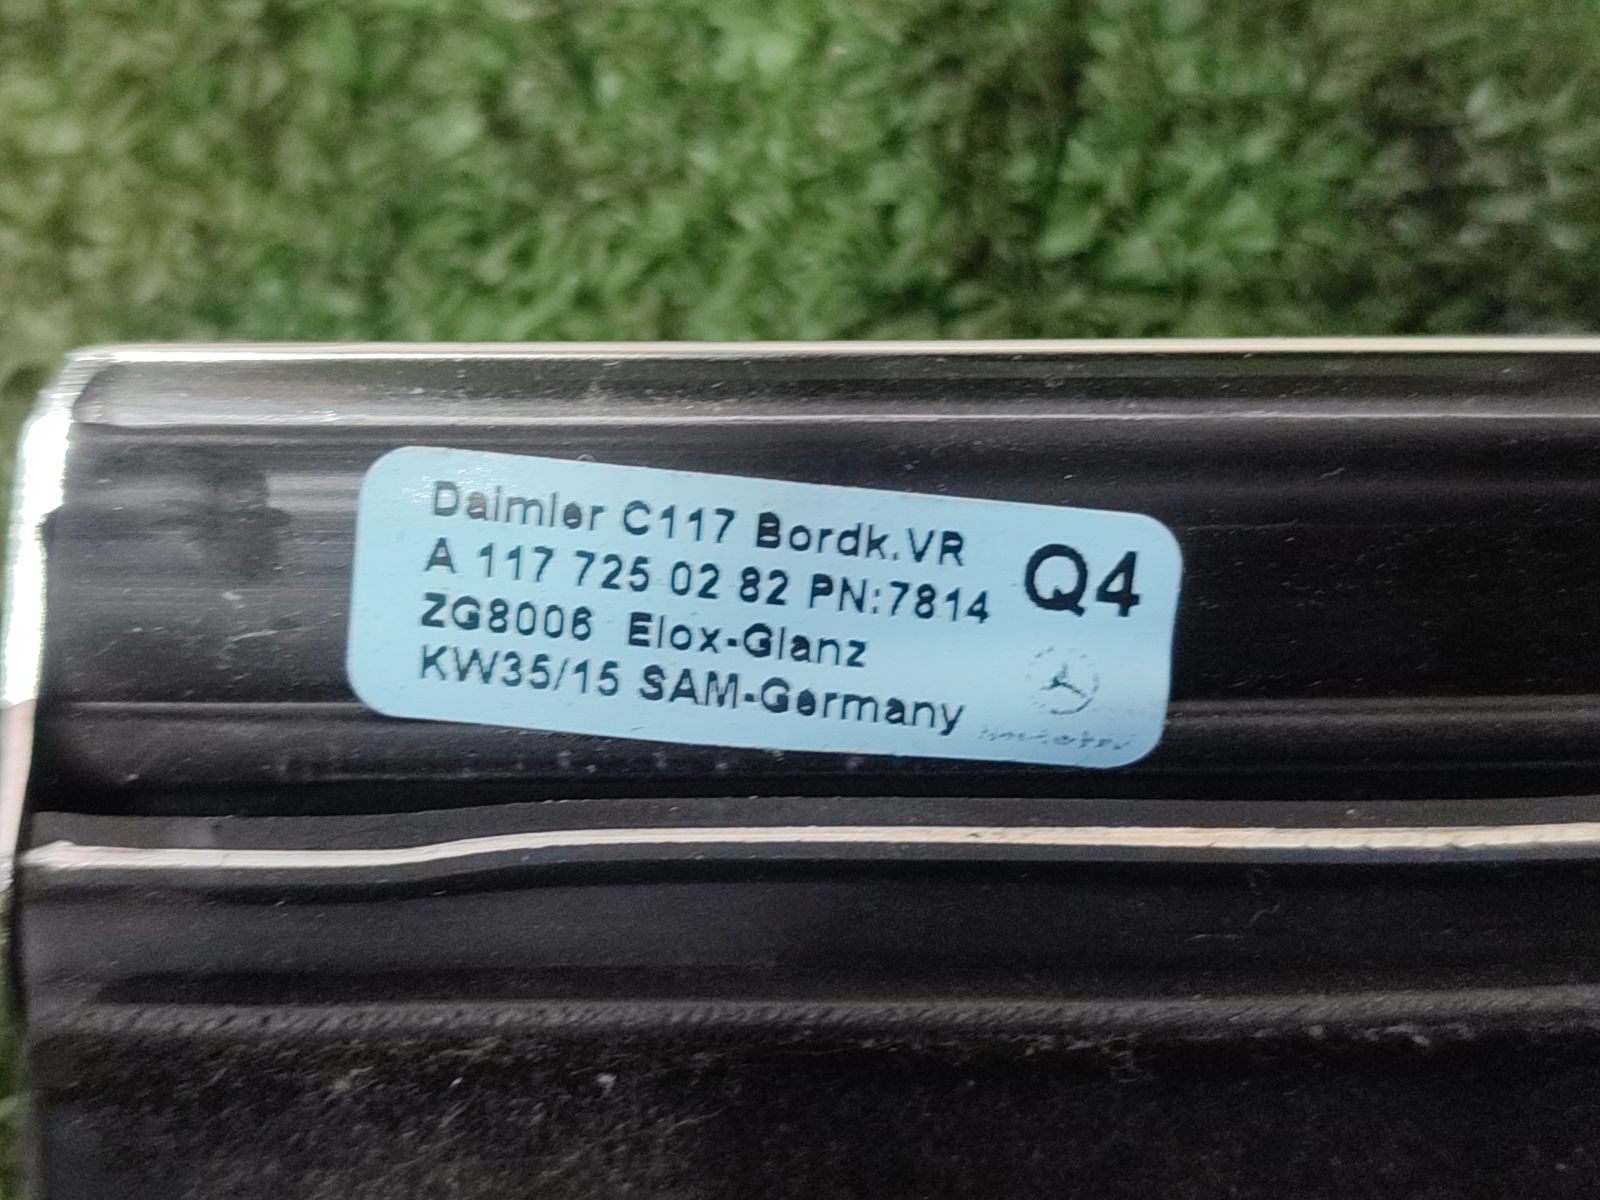 Daimler C117 Bordk.VR
A 117 725 02 82 PN:7814
Q4
ZG8006 Elox-Glanz
KW35/15 SAM-Germany